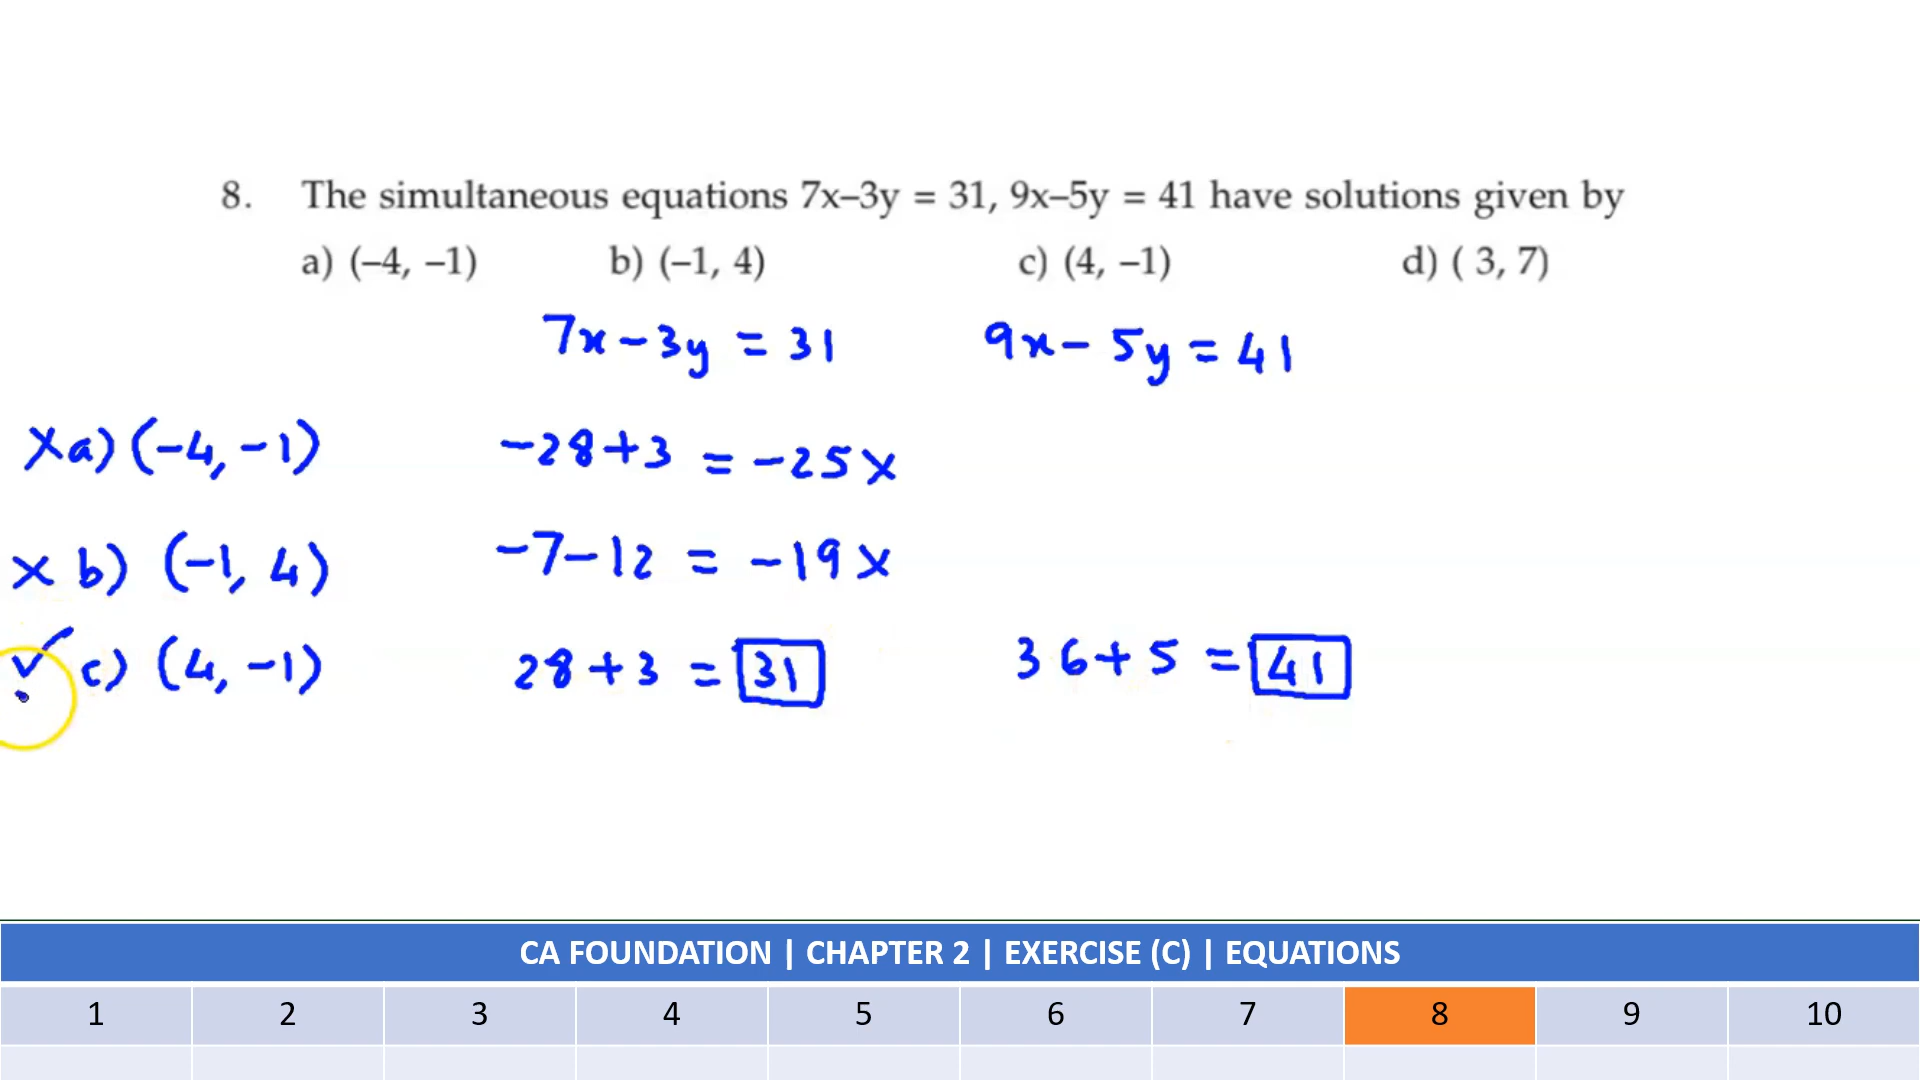 8. The simultaneous equations 7x–3y = 31, 9x–5y = 41 have solutions given by
a) (–4, –1) b) (–1, 4) c) (4, –1) d) ( 3, 7)
7x – 3y = 31 9x – 5y = 41
X a) (-4, -1) -28+3 = -25 X
X b) (-1, 4) -7-12 = -19 X
✓ c) (4, -1) 28+3 = 31 36+5 = 41
CA FOUNDATION | CHAPTER 2 | EXERCISE (C) | EQUATIONS
1 2 3 4 5 6 7 8 9 10